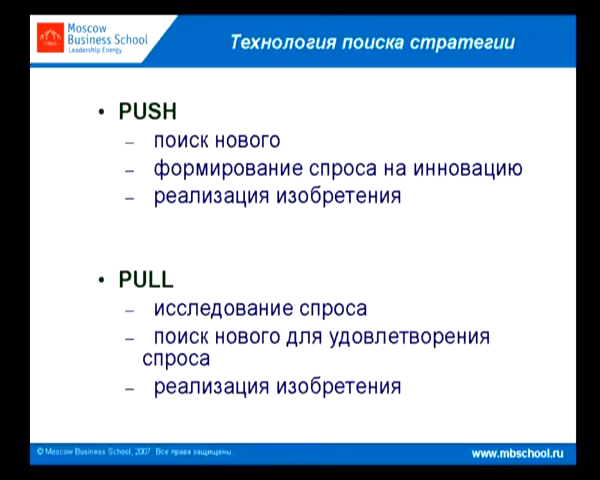 Moscow
Business School
Leadership Energy
Технология поиска стратегии
• PUSH
– поиск нового
– формирование спроса на инновацию
– реализация изобретения
• PULL
– исследование спроса
– поиск нового для удовлетворения
спроса
– реализация изобретения
© Moscow Business School, 2007 Все права защищены.
www.mbschool.ru